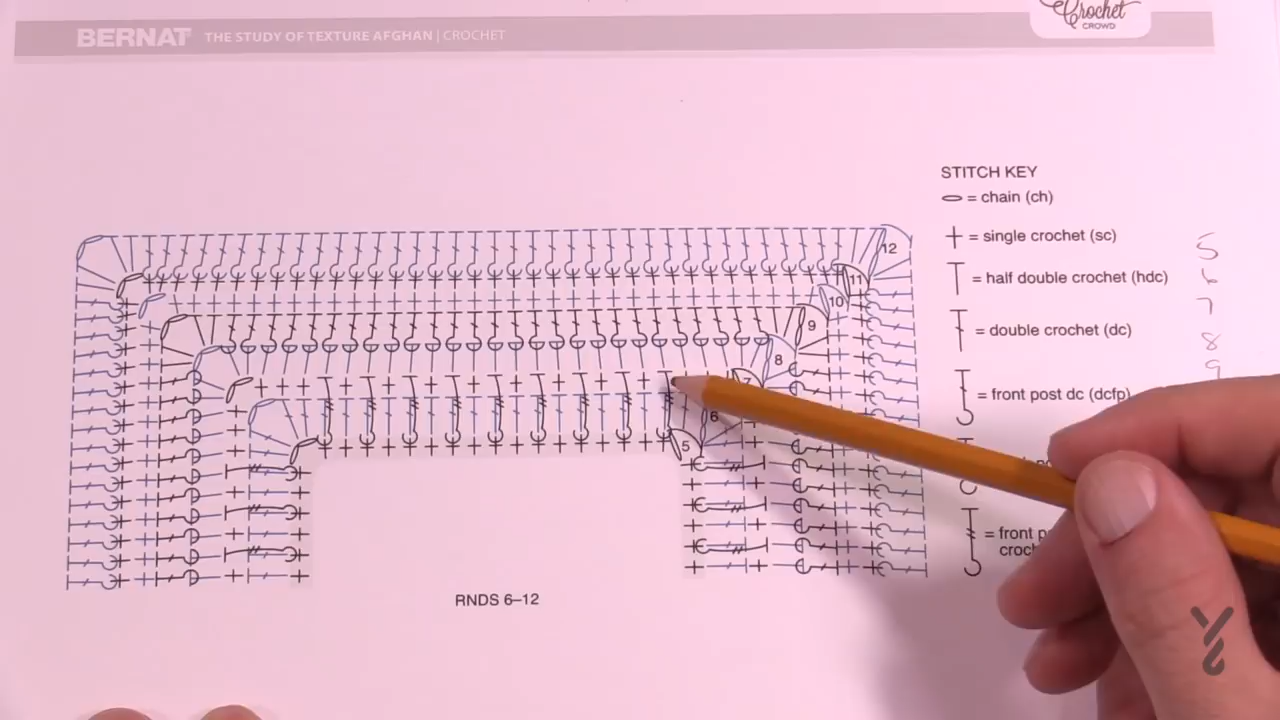 BERNAT THE STUDY OF TEXTURE AFGHAN | CROCHET
Crochet
CROWD
STITCH KEY
= chain (ch)
= single crochet (sc)
= half double crochet (hdc)
= double crochet (dc)
= front post dc (dcfp)
= front
12
11
10
9
8
7
6
5
RNDS 6–12
5
6
7
8
9